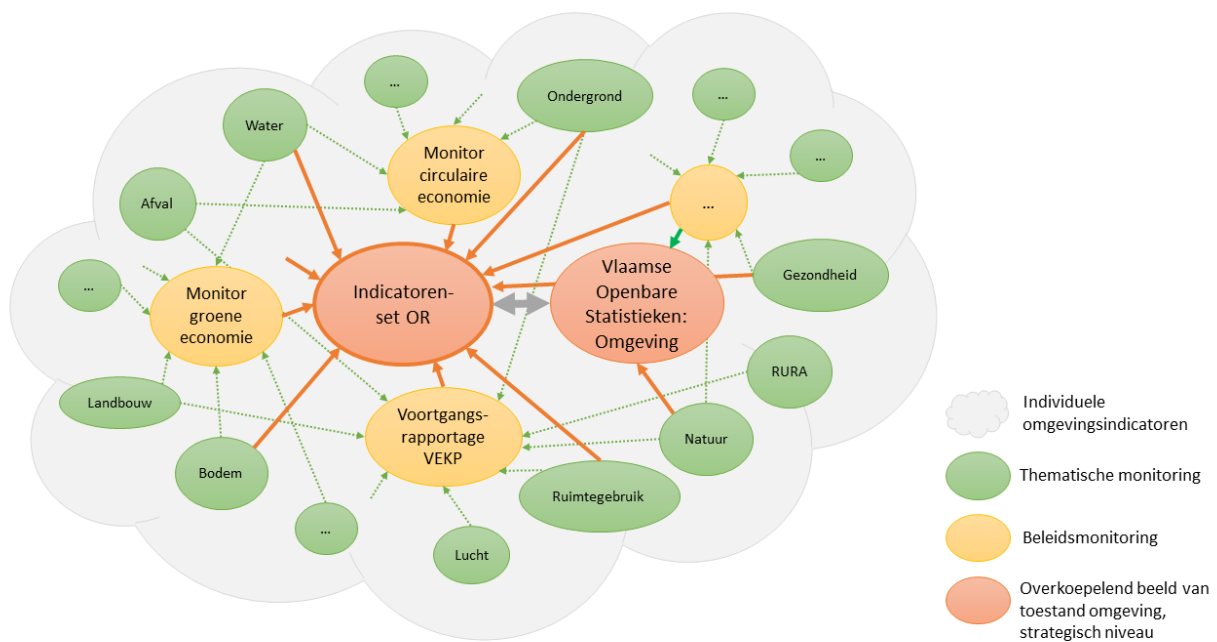 ...
Ondergrond
...
Water
Monitor
circulaire
economie
...
Afval
...
Gezondheid
...
Monitor
groene
economie
Indicatoren-
set OR
Vlaamse
Openbare
Statistieken:
Omgeving
RURA
Landbouw
Voortgangs-
rapportage
VEKP
Natuur
Bodem
Ruimtegebruik
...
Lucht
Individuele
omgevingsindicatoren
Thematische monitoring
Beleidsmonitoring
Overkoepelend beeld van
toestand omgeving,
strategisch niveau